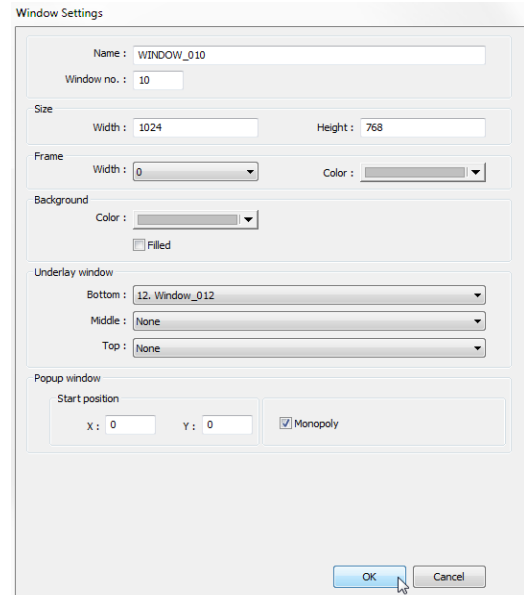 Window Settings
Name : WINDOW_010
Window no. : 10
Size
Width : 1024 Height : 768
Frame
Width : 0 Color :
Background
Color :
Filled
Underlay window
Bottom : 12. Window_012
Middle : None
Top : None
Popup window
Start position
X : 0 Y : 0 Monopoly
OK Cancel